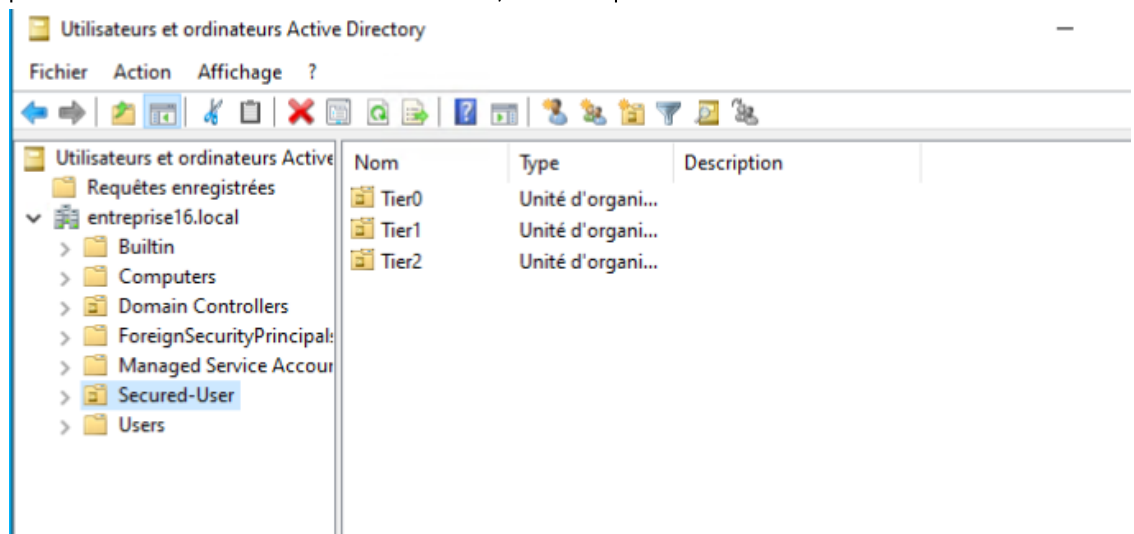 Utilisateurs et ordinateurs Active Directory
Fichier Action Affichage ?
Utilisateurs et ordinateurs Active
Requêtes enregistrées
entreprise16.local
Builtin
Computers
Domain Controllers
ForeignSecurityPrincipals
Managed Service Accour
Secured-User
Users
Nom Type Description
Tier0 Unité d'organi...
Tier1 Unité d'organi...
Tier2 Unité d'organi...